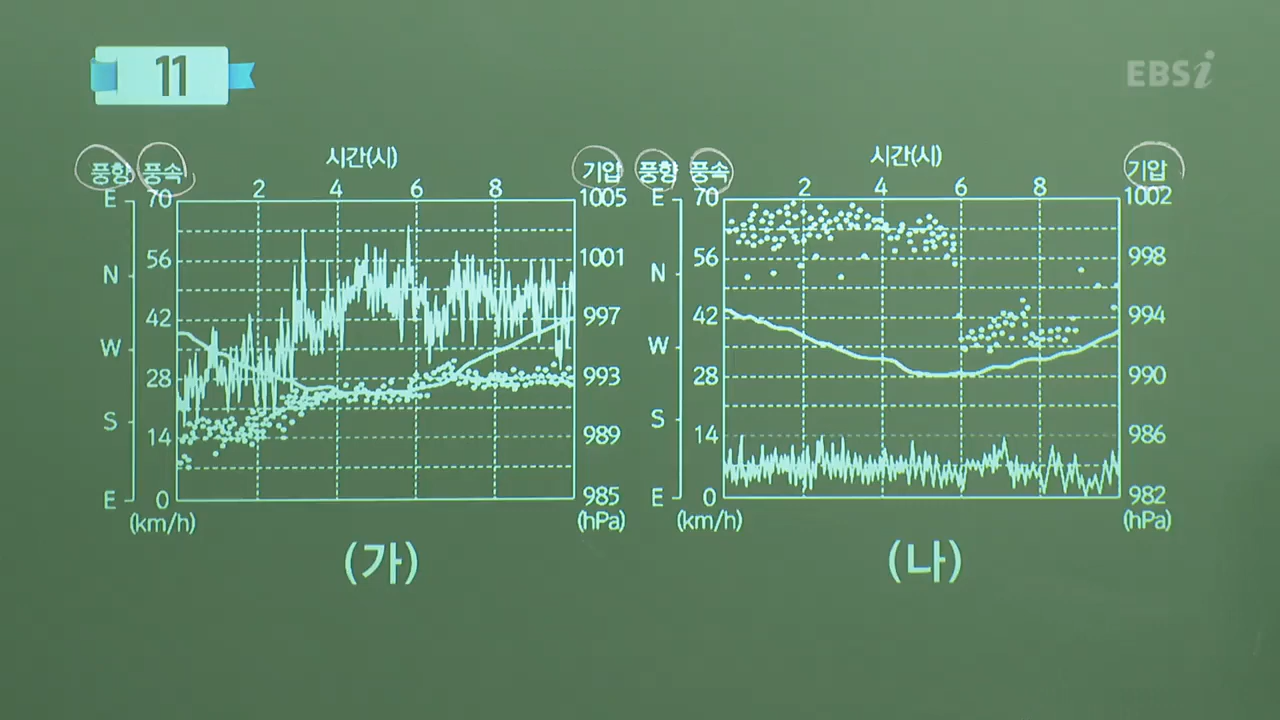 11
EBSi
시간(시)
풍향 풍속 기압
2 4 6 8
E 70 1005
56 1001
N
42 997
W
28 993
S
14 989
E 0 985
(km/h) (hPa)
(가)
시간(시)
풍향 풍속 기압
2 4 6 8
E 70 1002
56 998
N
42 994
W
28 990
S
14 986
E 0 982
(km/h) (hPa)
(나)